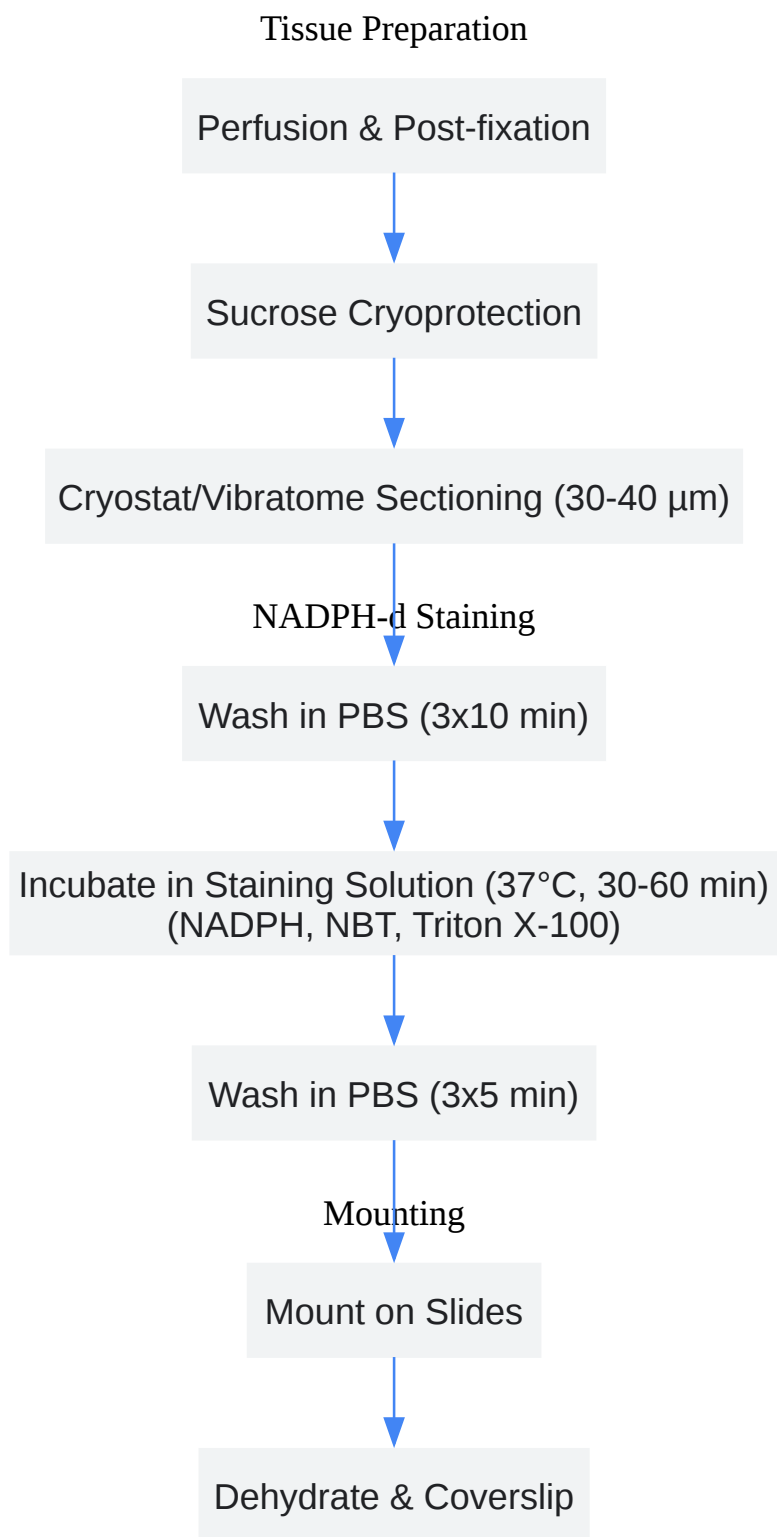 Tissue Preparation
Perfusion & Post-fixation
Sucrose Cryoprotection
Cryostat/Vibratome Sectioning (30-40 µm)
NADPH-d Staining
Wash in PBS (3x10 min)
Incubate in Staining Solution (37°C, 30-60 min)
(NADPH, NBT, Triton X-100)
Wash in PBS (3x5 min)
Mounting
Mount on Slides
Dehydrate & Coverslip